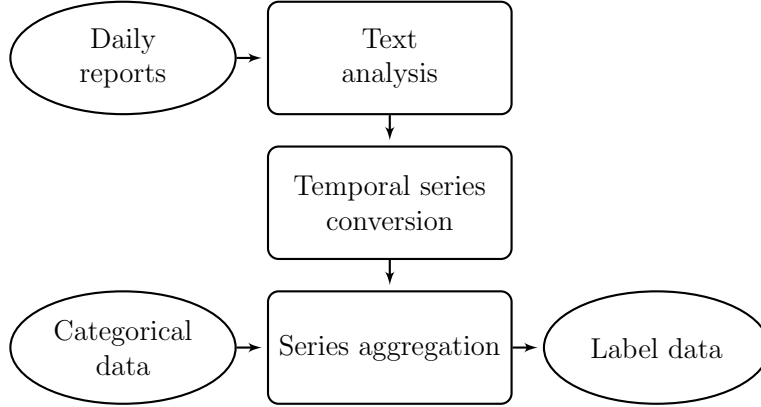 Daily
reports
Text
analysis
Temporal series
conversion
Categorical
data
Series aggregation
Label data